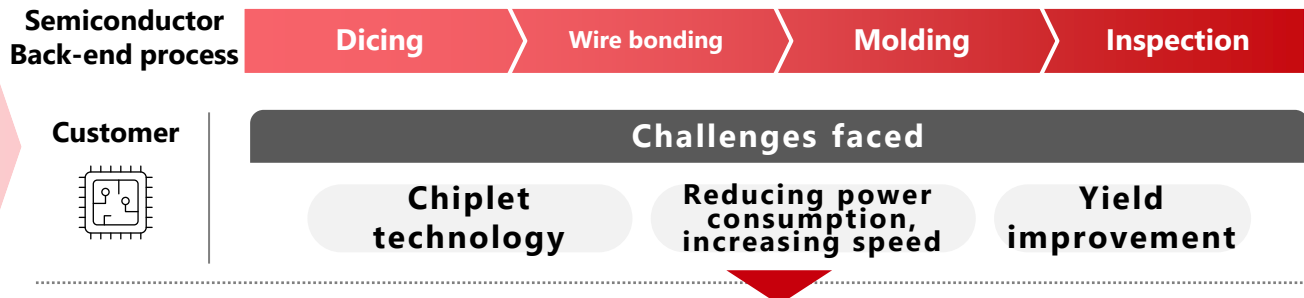 Semiconductor
Back-end process
Dicing
Wire bonding
Molding
Inspection
Customer
Challenges faced
Chiplet
technology
Reducing power
consumption,
increasing speed
Yield
improvement